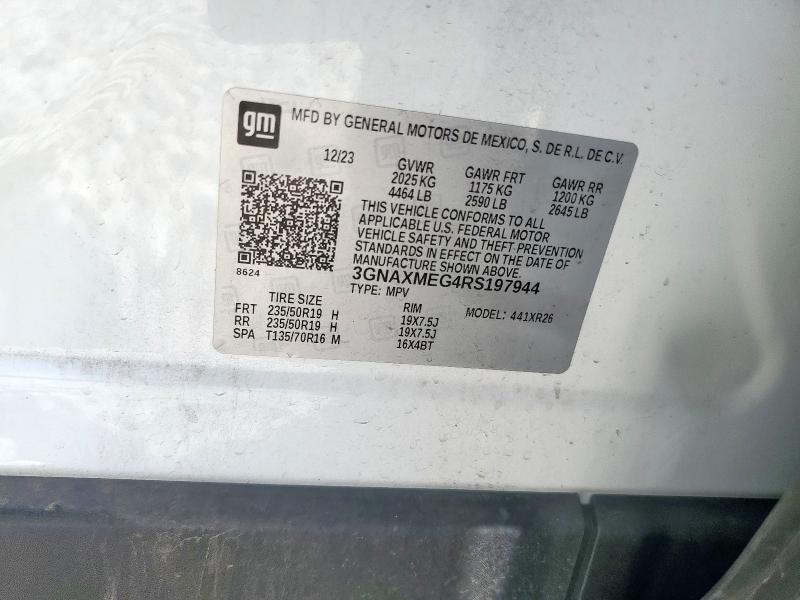 gm
MFD BY GENERAL MOTORS DE MEXICO, S. DE R.L. DE C.V.
12/23 GVWR GAWR FRT GAWR RR
2025 KG 1175 KG 1200 KG
4464 LB 2590 LB 2645 LB
THIS VEHICLE CONFORMS TO ALL
APPLICABLE U.S. FEDERAL MOTOR
VEHICLE SAFETY AND THEFT PREVENTION
STANDARDS IN EFFECT ON THE DATE OF
MANUFACTURE SHOWN ABOVE.
8624 3GNAXMEG4RS197944
TYPE: MPV MODEL: 441XR26
TIRE SIZE RIM
FRT 235/50R19 H 19X7.5J
RR 235/50R19 H 19X7.5J
SPA T135/70R16 M 16X4BT